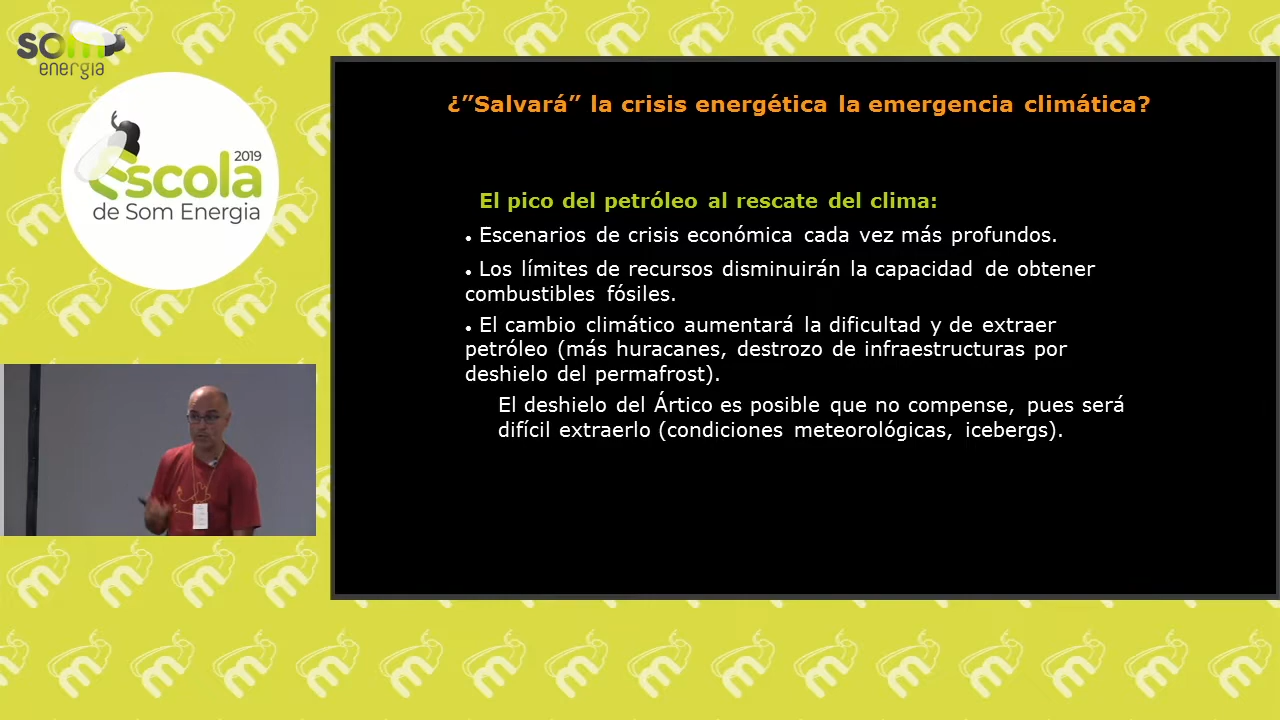 som
energia
2019
escola
de Som Energia
¿”Salvará” la crisis energética la emergencia climática?
El pico del petróleo al rescate del clima:
● Escenarios de crisis económica cada vez más profundos.
● Los límites de recursos disminuirán la capacidad de obtener
combustibles fósiles.
● El cambio climático aumentará la dificultad y de extraer
petróleo (más huracanes, destrozo de infraestructuras por
deshielo del permafrost).
El deshielo del Ártico es posible que no compense, pues será
difícil extraerlo (condiciones meteorológicas, icebergs).